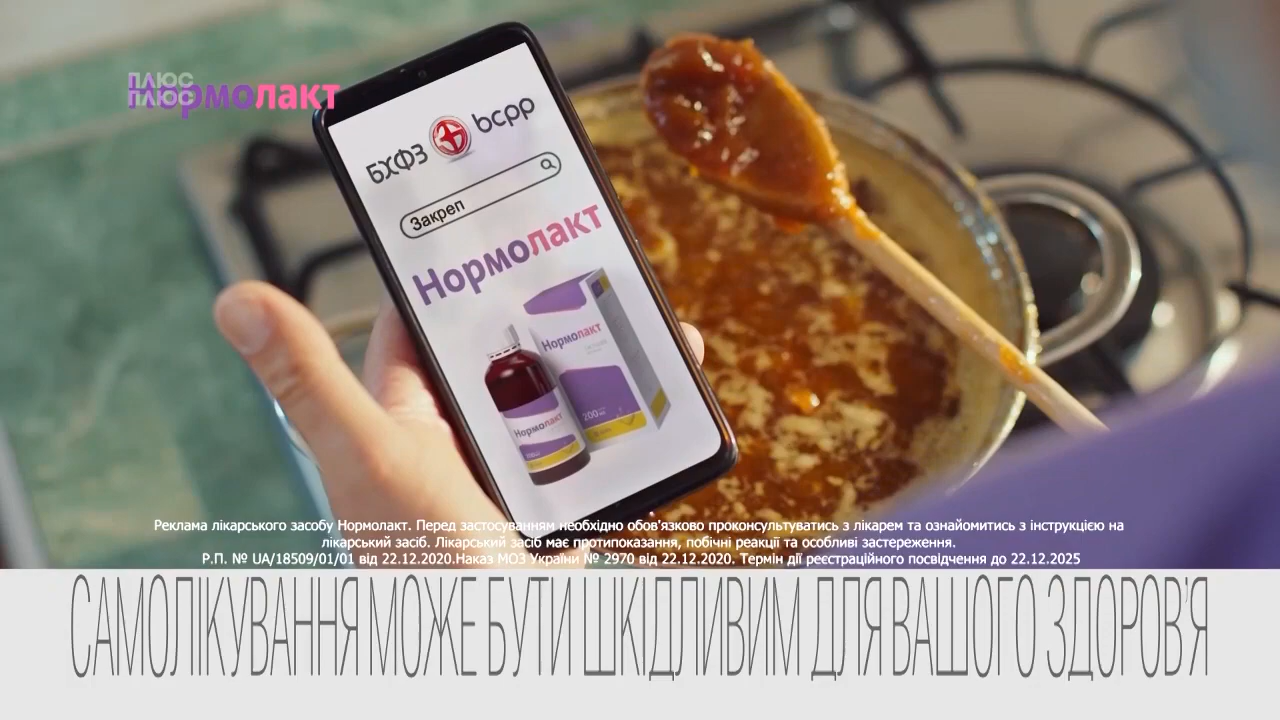 ПЛЮС
ПЛЮС
Нормолакт
БХФЗ bcpp
Закреп
Нормолакт
Нормолакт
200
Нормолакт
Реклама лікарського засобу Нормолакт. Перед застосуванням необхідно обов'язково проконсультуватись з лікарем та ознайомитись з інструкцією на
лікарський засіб. Лікарський засіб має протипоказання, побічні реакції та особливі застереження.
Р.П. № UA/18509/01/01 від 22.12.2020.Наказ МОЗ України № 2970 від 22.12.2020. Термін дії реєстраційного посвідчення до 22.12.2025
САМОЛІКУВАННЯ МОЖЕ БУТИ ШКІДЛИВИМ ДЛЯ ВАШОГО ЗДОРОВ'Я